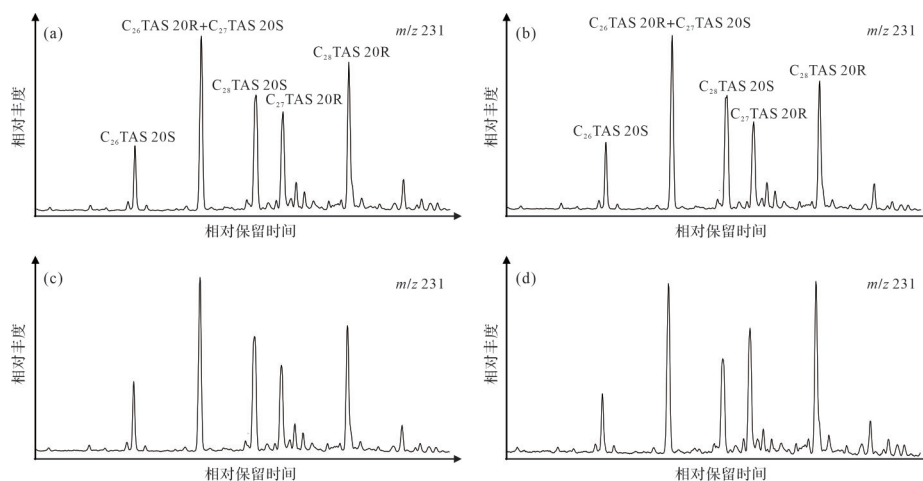 (a)
C₂₆TAS 20R+C₂₇TAS 20S
m/z 231
C₂₈TAS 20R
C₂₈TAS 20S
C₂₇TAS 20R
C₂₆TAS 20S
相对丰度
相对保留时间
(b)
C₂₆TAS 20R+C₂₇TAS 20S
m/z 231
C₂₈TAS 20R
C₂₈TAS 20S
C₂₇TAS 20R
C₂₆TAS 20S
相对丰度
相对保留时间
(c)
m/z 231
相对丰度
相对保留时间
(d)
m/z 231
相对丰度
相对保留时间